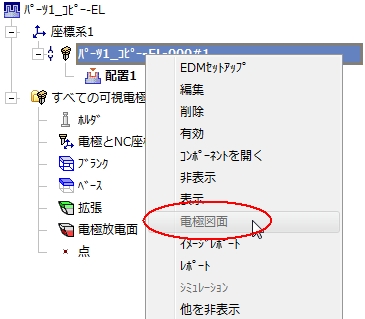 ﾊﾟｰﾂ1_ｺﾋﾟｰ-EL
座標系1
ﾊﾟｰﾂ1_ｺﾋﾟｰ-EL-000#1
配置1
すべての可視電極
ﾎﾙﾀﾞ
電極とNC座標
ﾌﾞﾗﾝｸ
ﾍﾞｰｽ
拡張
電極放電面
点
EDMｾｯﾄｱｯﾌﾟ
編集
削除
有効
ｺﾝﾎﾟｰﾈﾝﾄを開く
非表示
表示
電極図面
ｲﾒｰｼﾞﾚﾎﾟｰﾄ
ﾚﾎﾟｰﾄ
ｼﾐｭﾚｰｼｮﾝ
他を非表示